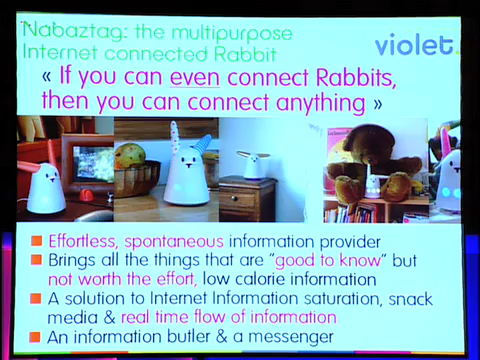 Nabaztag: the multipurpose
Internet connected Rabbit
violet.
« If you can even connect Rabbits,
then you can connect anything »
Effortless, spontaneous information provider
Brings all the things that are “good to know” but
not worth the effort, low calorie information
A solution to Internet Information saturation, snack
media & real time flow of information
An information butler & a messenger